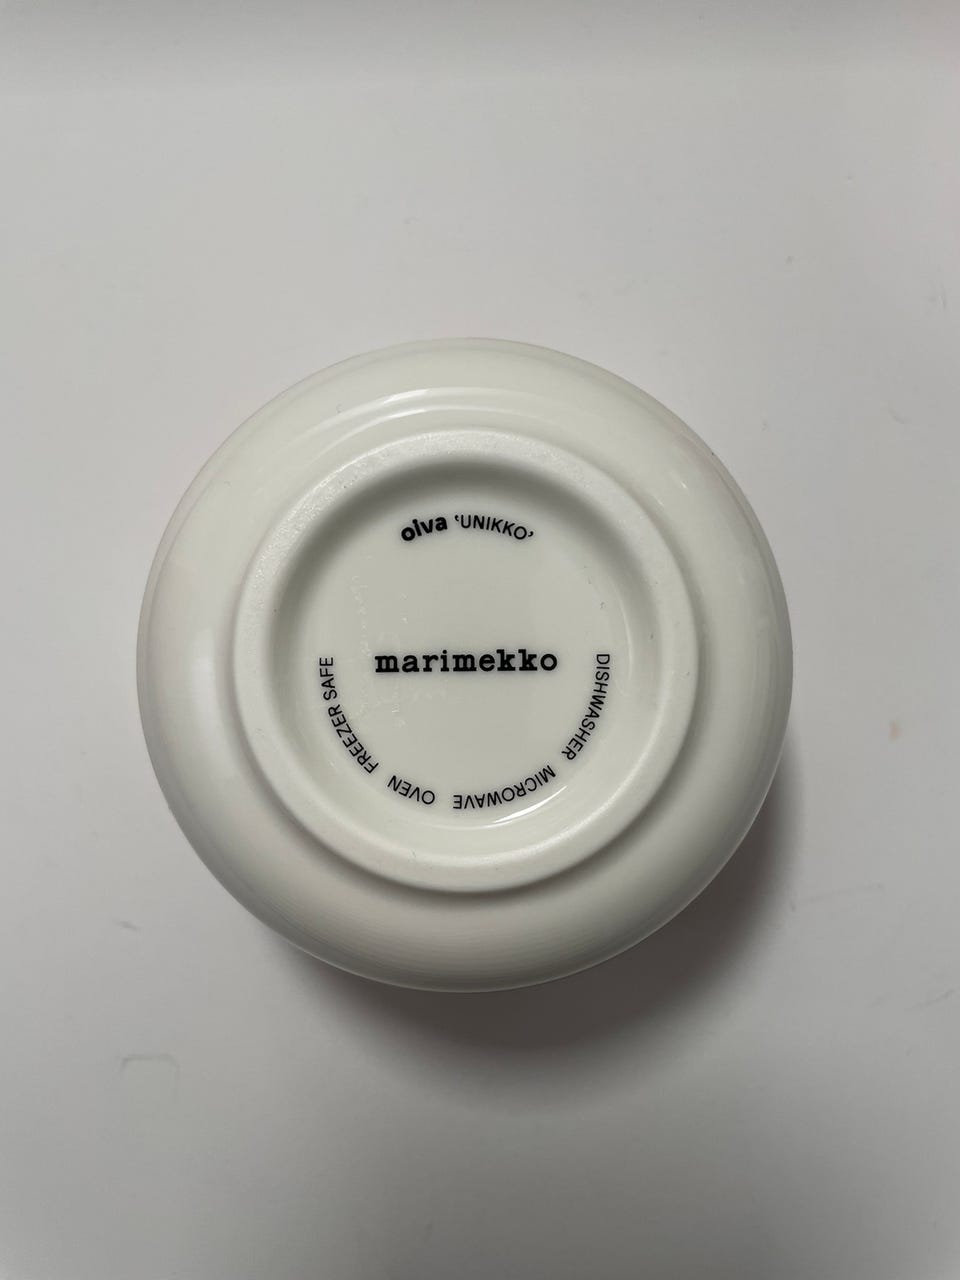 oiva ‘UNIKKO’
marimekko
DISHWASHER MICROWAVE OVEN FREEZER SAFE